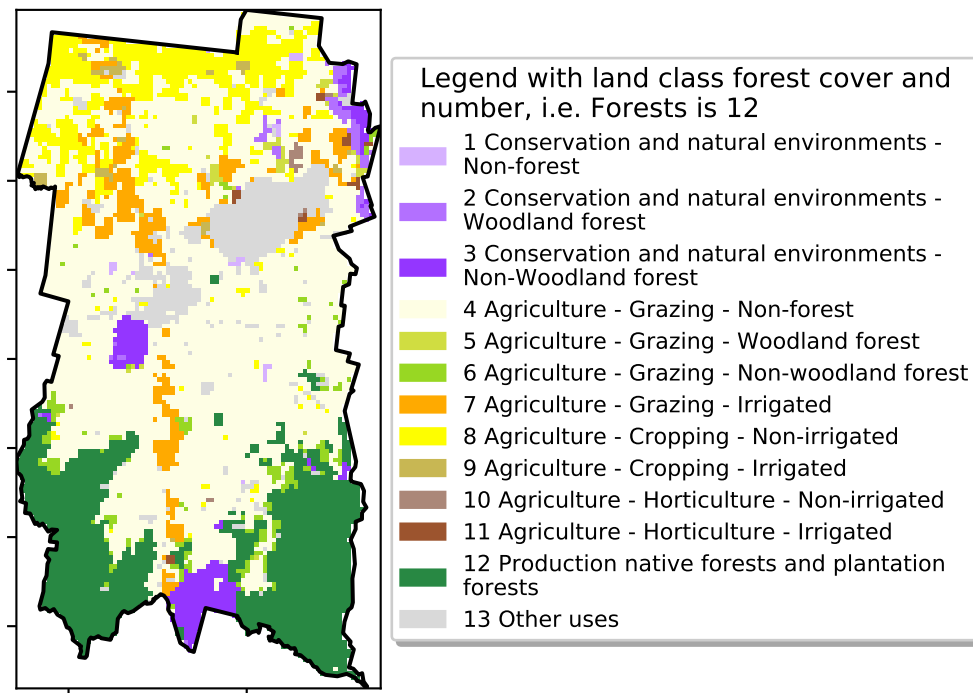 Legend with land class forest cover and
number, i.e. Forests is 12
1 Conservation and natural environments -
Non-forest
2 Conservation and natural environments -
Woodland forest
3 Conservation and natural environments -
Non-Woodland forest
4 Agriculture - Grazing - Non-forest
5 Agriculture - Grazing - Woodland forest
6 Agriculture - Grazing - Non-woodland forest
7 Agriculture - Grazing - Irrigated
8 Agriculture - Cropping - Non-irrigated
9 Agriculture - Cropping - Irrigated
10 Agriculture - Horticulture - Non-irrigated
11 Agriculture - Horticulture - Irrigated
12 Production native forests and plantation
forests
13 Other uses